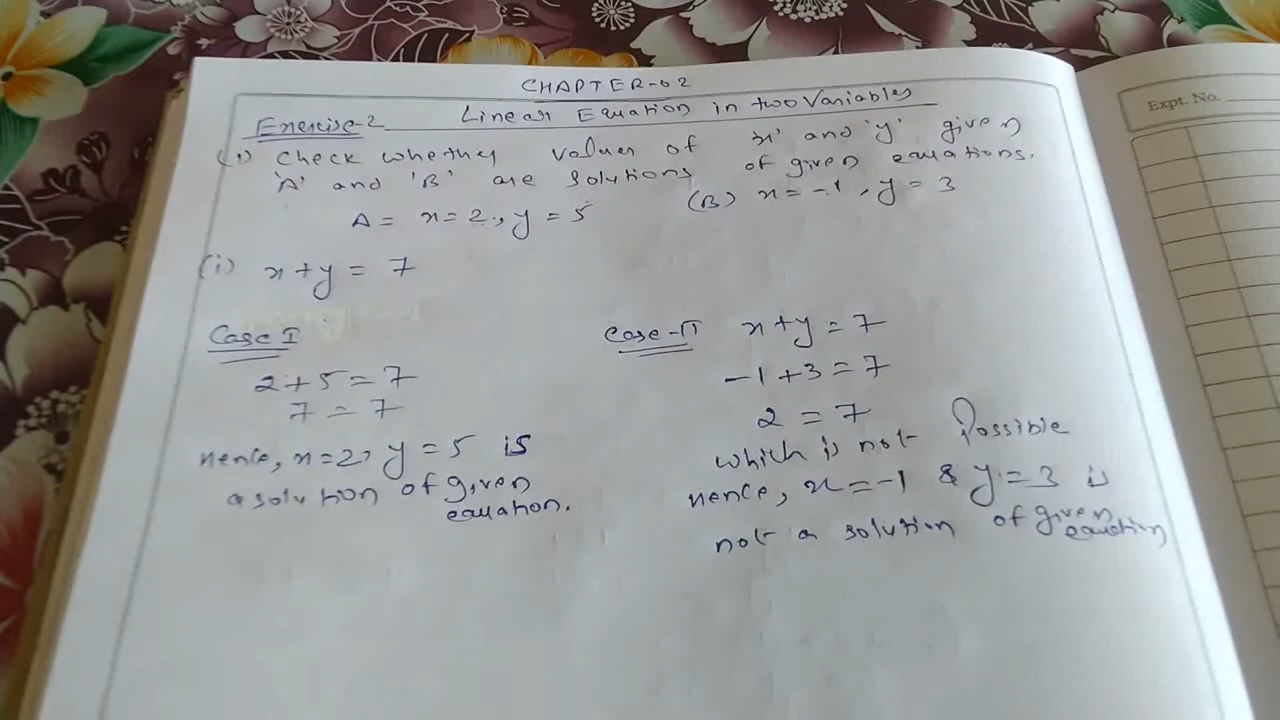 CHAPTER-02
Linear Equation in two Variables
Exercise-2
(1) Check whether values of 'x' and 'y' given
'A' and 'B' are solutions of given equations.
A = x = 2, y = 5 (B) x = -1, y = 3
(i) x + y = 7
Case I
2 + 5 = 7
7 = 7
Hence, x = 2, y = 5 is
a solution of given
equation.
Case-II x + y = 7
-1 + 3 = 7
2 = 7
which is not Possible
Hence, x = -1 & y = 3 is
not a solution of given
equation
Expt. No.